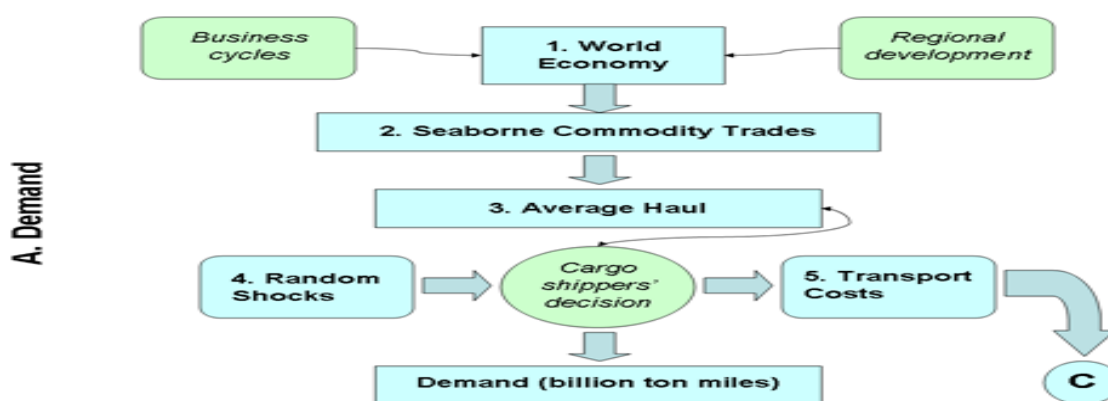 Business
cycles
1. World
Economy
Regional
development
2. Seaborne Commodity Trades
A. Demand
3. Average Haul
4. Random
Shocks
Cargo
shippers'
decision
5. Transport
Costs
Demand (billion ton miles)
C